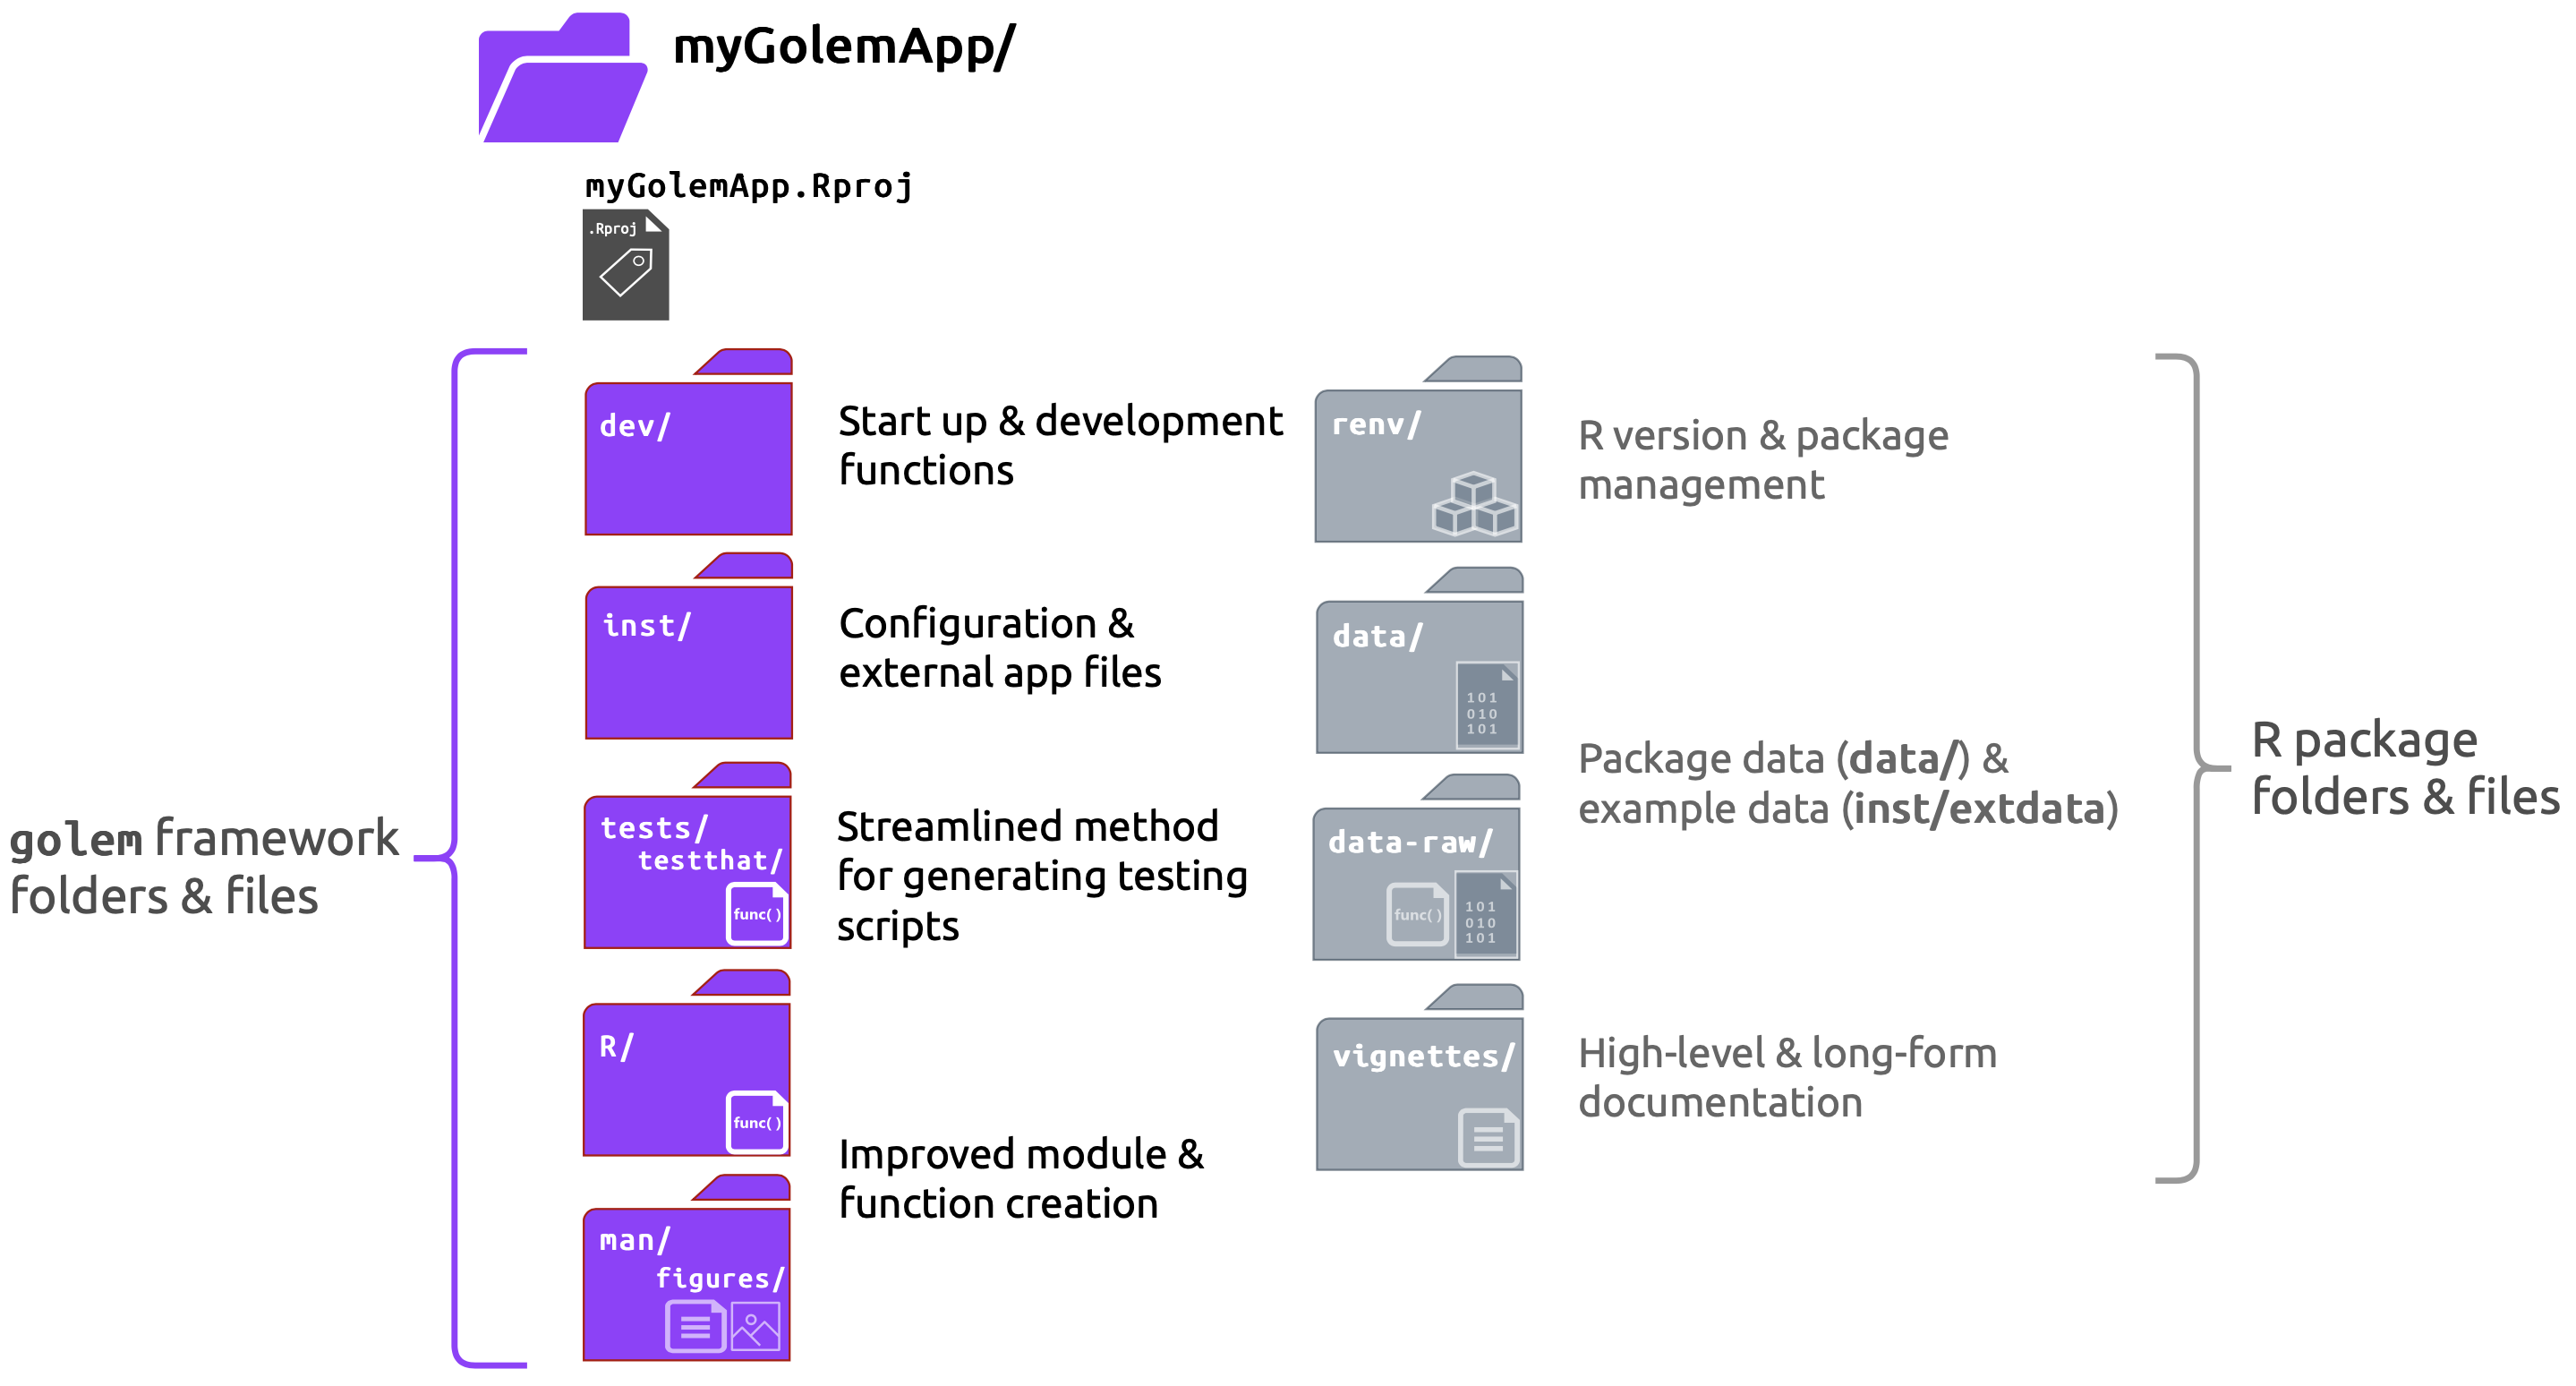 myGolemApp/
myGolemApp.Rproj
.Rproj
golem framework
folders & files
dev/
Start up & development
functions
inst/
Configuration &
external app files
tests/
testthat/
func()
Streamlined method
for generating testing
scripts
R/
func()
man/
figures/
Improved module &
function creation
renv/
R version & package
management
data/
101
010
101
data-raw/
func()
101
010
101
Package data (data/) &
example data (inst/extdata)
vignettes/
High-level & long-form
documentation
R package
folders & files